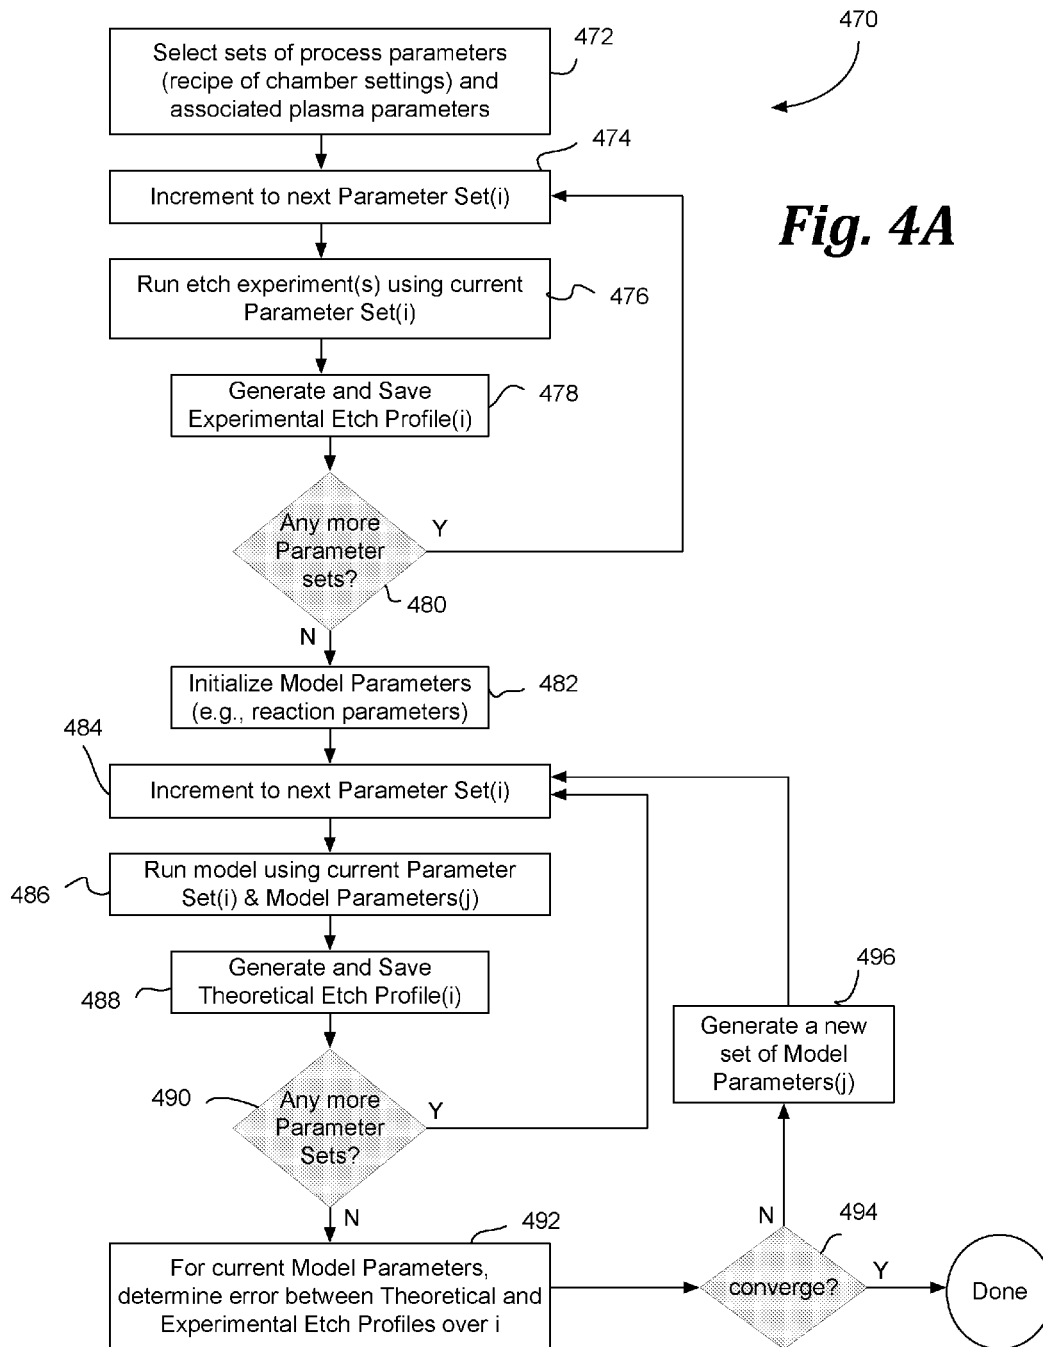 Select sets of process parameters
(recipe of chamber settings) and
associated plasma parameters
472
470
474
Increment to next Parameter Set(i)
Fig. 4A
Run etch experiment(s) using current
Parameter Set(i)
476
Generate and Save
Experimental Etch Profile(i)
478
Any more
Parameter
sets?
Y
480
N
Initialize Model Parameters
(e.g., reaction parameters)
482
484
Increment to next Parameter Set(i)
Run model using current Parameter
Set(i) & Model Parameters(j)
486
Generate and Save
Theoretical Etch Profile(i)
488
496
Generate a new
set of Model
Parameters(j)
490
Any more
Parameter
Sets?
Y
N
492
For current Model Parameters,
determine error between Theoretical and
Experimental Etch Profiles over i
N
494
converge?
Y
Done